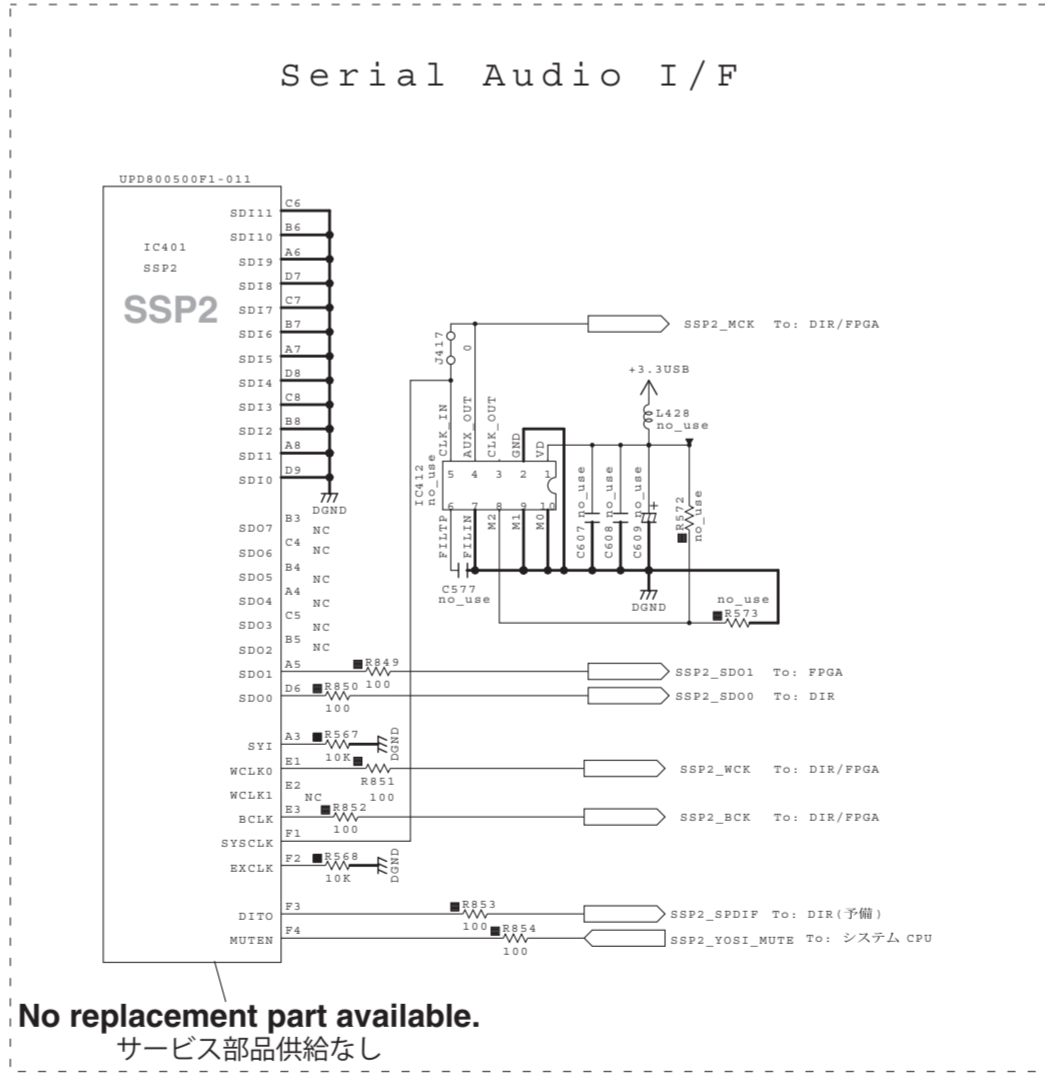 Serial Audio I/F
UPD800500F1-011
IC401
SSP2
SSP2
SDI11 C6
SDI10 B6
SDI9 A6
SDI8 D7
SDI7 C7
SDI6 B7
SDI5 A7
SDI4 D8
SDI3 C8
SDI2 B8
SDI1 A8
SDI0 D9
DGND
SDO7 B3 NC
SDO6 C4 NC
SDO5 B4 NC
SDO4 A4 NC
SDO3 C5 NC
SDO2 B5 NC
SDO1 A5 R849 100 SSP2_SDO1 To: FPGA
SDO0 D6 R850 100 SSP2_SDO0 To: DIR
SYI A3 R567 10K DGND
WCLK0 E1 R851 100 SSP2_WCK To: DIR/FPGA
WCLK1 E2 NC
BCLK E3 R852 100 SSP2_BCK To: DIR/FPGA
SYSCLK F1
EXCLK F2 R568 10K DGND
DITO F3 R853 100 SSP2_SPDIF To: DIR(予備)
MUTEN F4 R854 100 SSP2_YOSI_MUTE To: システム CPU
J417 0
SSP2_MCK To: DIR/FPGA
+3.3USB
L428
no_use
CLK_IN
AUX_OUT
CLK_OUT
GND
VD
5 4 3 2 1
IC412
no_use
6 7 8 9 10
FILTP
FILIN
M2
M1
M0
C577
no_use
C607 no_use
C608 no_use
C609 no_use
+
R572
no_use
DGND
no_use
R573
No replacement part available.
サービス部品供給なし